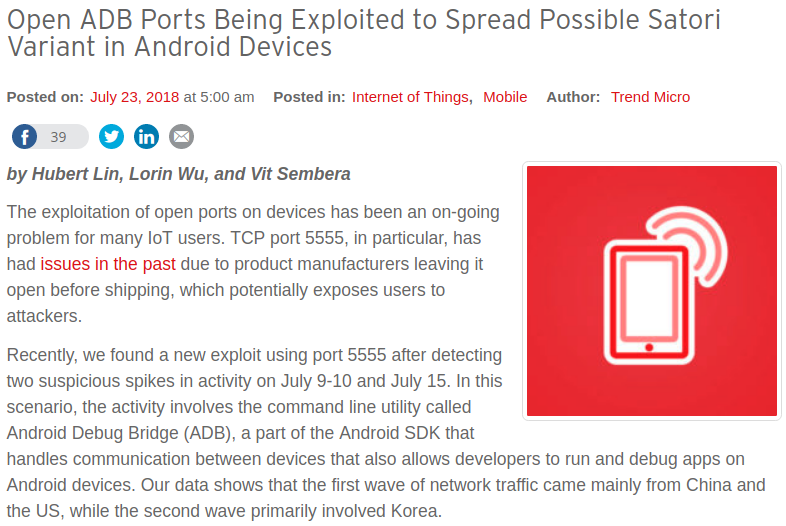 Open ADB Ports Being Exploited to Spread Possible Satori
Variant in Android Devices
Posted on: July 23, 2018 at 5:00 am Posted in: Internet of Things, Mobile Author: Trend Micro
f 39 in
by Hubert Lin, Lorin Wu, and Vit Sembera
The exploitation of open ports on devices has been an on-going
problem for many IoT users. TCP port 5555, in particular, has
had issues in the past due to product manufacturers leaving it
open before shipping, which potentially exposes users to
attackers.
Recently, we found a new exploit using port 5555 after detecting
two suspicious spikes in activity on July 9-10 and July 15. In this
scenario, the activity involves the command line utility called
Android Debug Bridge (ADB), a part of the Android SDK that
handles communication between devices that also allows developers to run and debug apps on
Android devices. Our data shows that the first wave of network traffic came mainly from China and
the US, while the second wave primarily involved Korea.